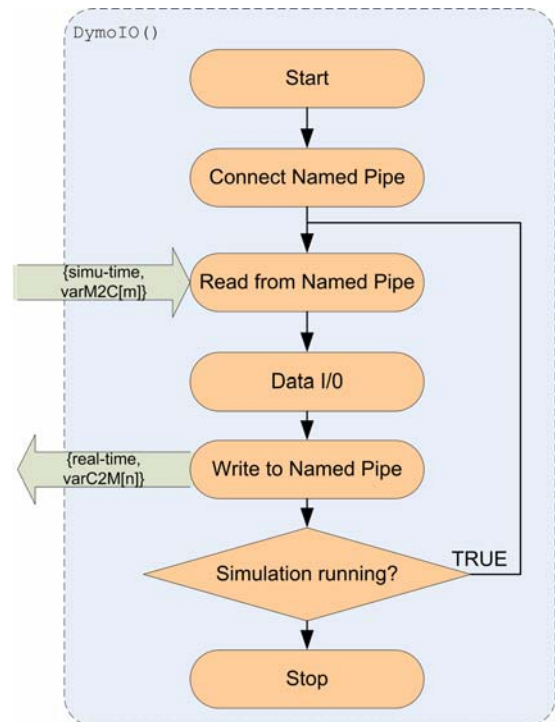 DymoIO()
Start
Connect Named Pipe
{simu-time,
varM2C[m]}
Read from Named Pipe
Data I/0
{real-time,
varC2M[n]}
Write to Named Pipe
TRUE
Simulation running?
Stop